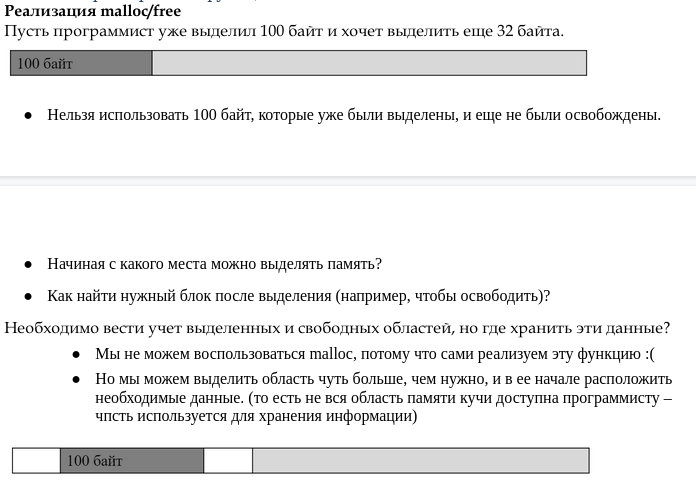 Реализация malloc/free
Пусть программист уже выделил 100 байт и хочет выделить еще 32 байта.
100 байт
● Нельзя использовать 100 байт, которые уже были выделены, и еще не были освобождены.
● Начиная с какого места можно выделять память?
● Как найти нужный блок после выделения (например, чтобы освободить)?
Необходимо вести учет выделенных и свободных областей, но где хранить эти данные?
● Мы не можем воспользоваться malloc, потому что сами реализуем эту функцию :(
● Но мы можем выделить область чуть больше, чем нужно, и в ее начале расположить
необходимые данные. (то есть не вся область памяти кучи доступна программисту –
чпсть используется для хранения информации)
100 байт